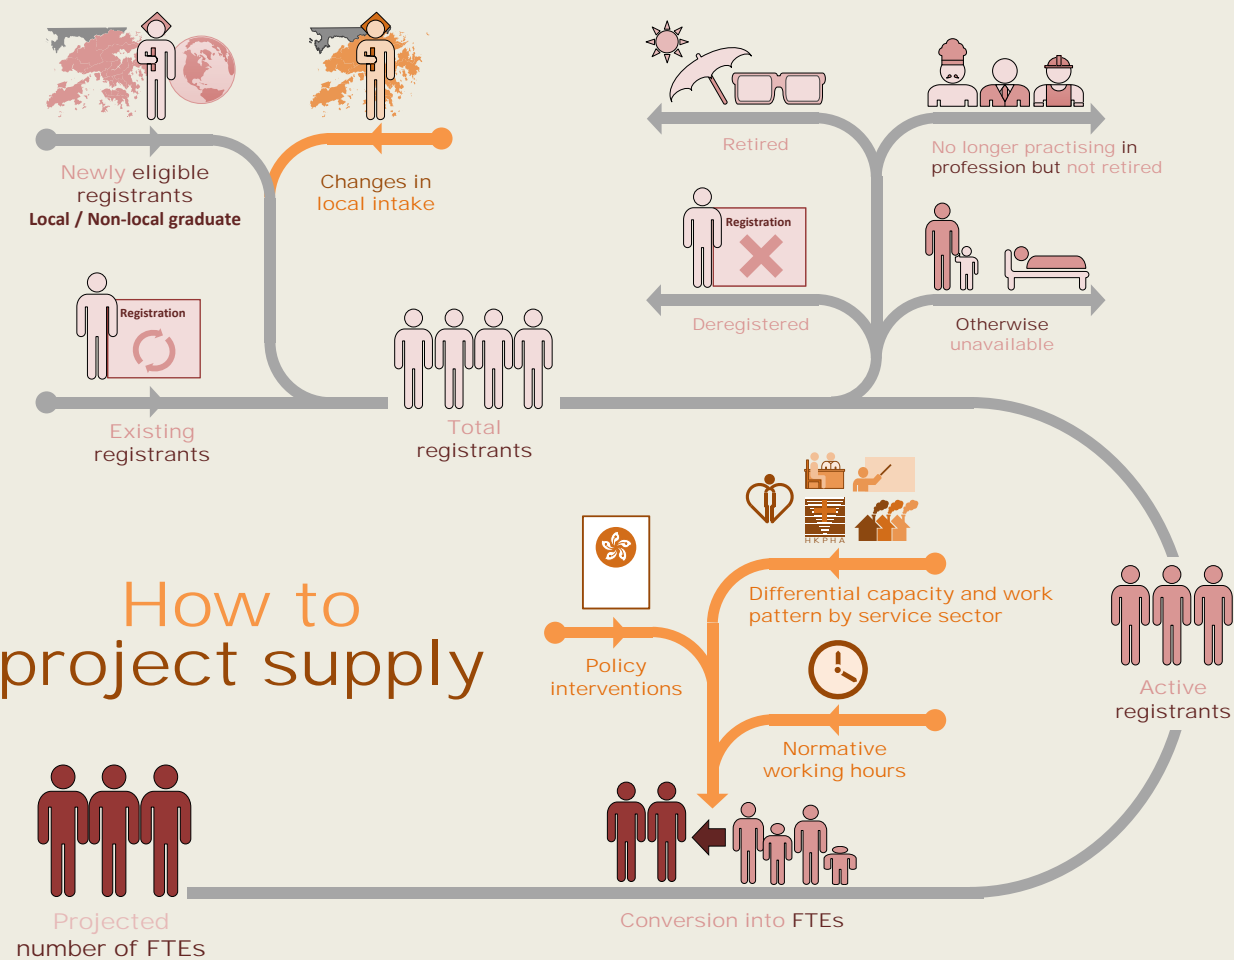 Newly eligible
registrants
Local / Non-local graduate
Changes in
local intake
Retired
No longer practising in
profession but not retired
Registration
Deregistered
Otherwise
unavailable
Registration
Existing
registrants
Total
registrants
HKPHA
Differential capacity and work
pattern by service sector
How to
project supply
Policy
interventions
Normative
working hours
Active
registrants
Conversion into FTEs
Projected
number of FTEs